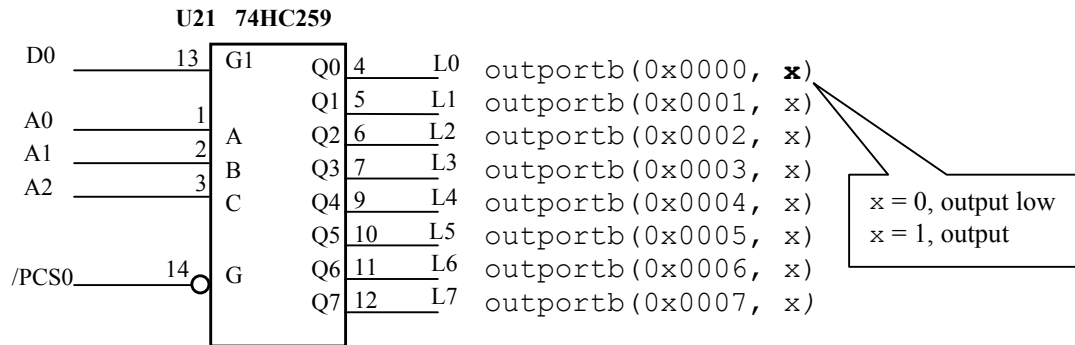 U21 74HC259
D0 13 G1 Q0 4 L0 outportb(0x0000, x)
Q1 5 L1 outportb(0x0001, x)
A0 1 A Q2 6 L2 outportb(0x0002, x)
A1 2 B Q3 7 L3 outportb(0x0003, x)
A2 3 C Q4 9 L4 outportb(0x0004, x)
Q5 10 L5 outportb(0x0005, x)
/PCS0 14 G Q6 11 L6 outportb(0x0006, x)
Q7 12 L7 outportb(0x0007, x)
x = 0, output low
x = 1, output